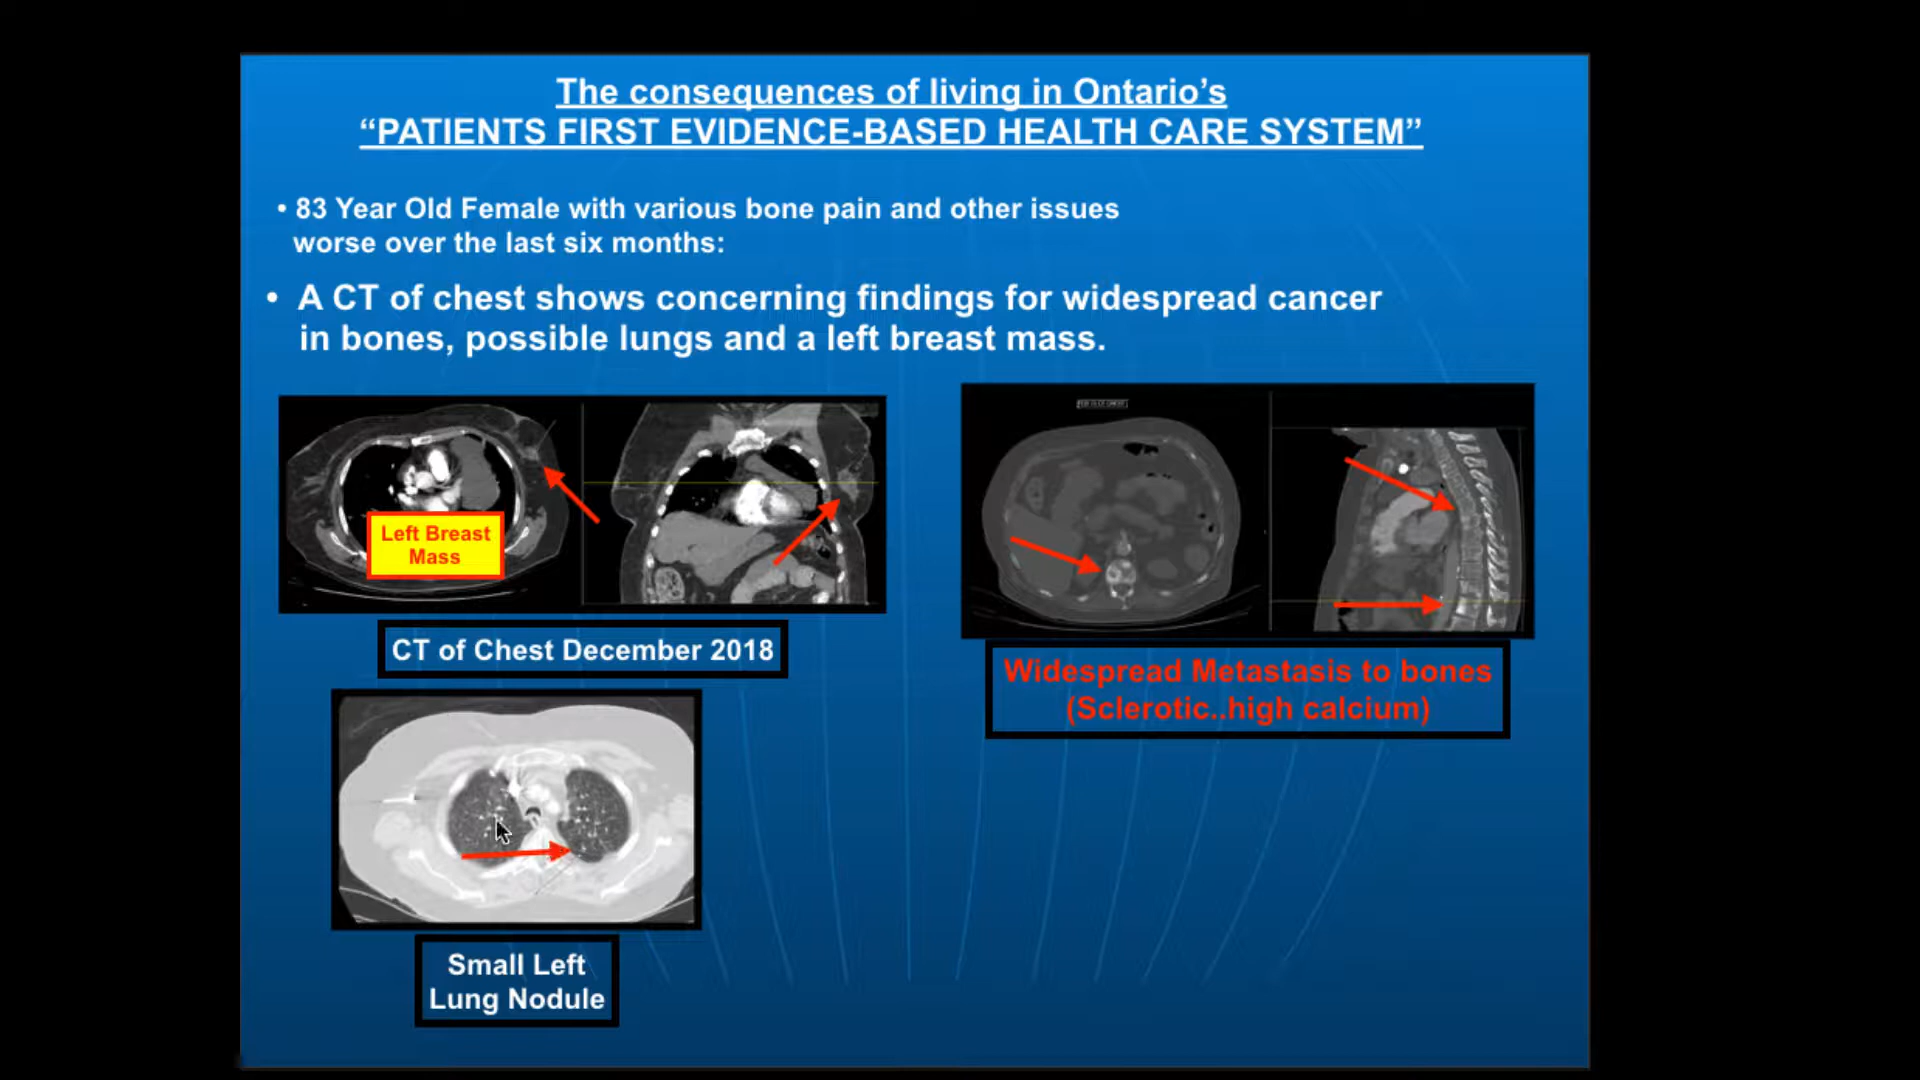 The consequences of living in Ontario’s
“PATIENTS FIRST EVIDENCE-BASED HEALTH CARE SYSTEM”
• 83 Year Old Female with various bone pain and other issues
worse over the last six months:
• A CT of chest shows concerning findings for widespread cancer
in bones, possible lungs and a left breast mass.
Left Breast
Mass
CT of Chest December 2018
Widespread Metastasis to bones
(Sclerotic..high calcium)
Small Left
Lung Nodule